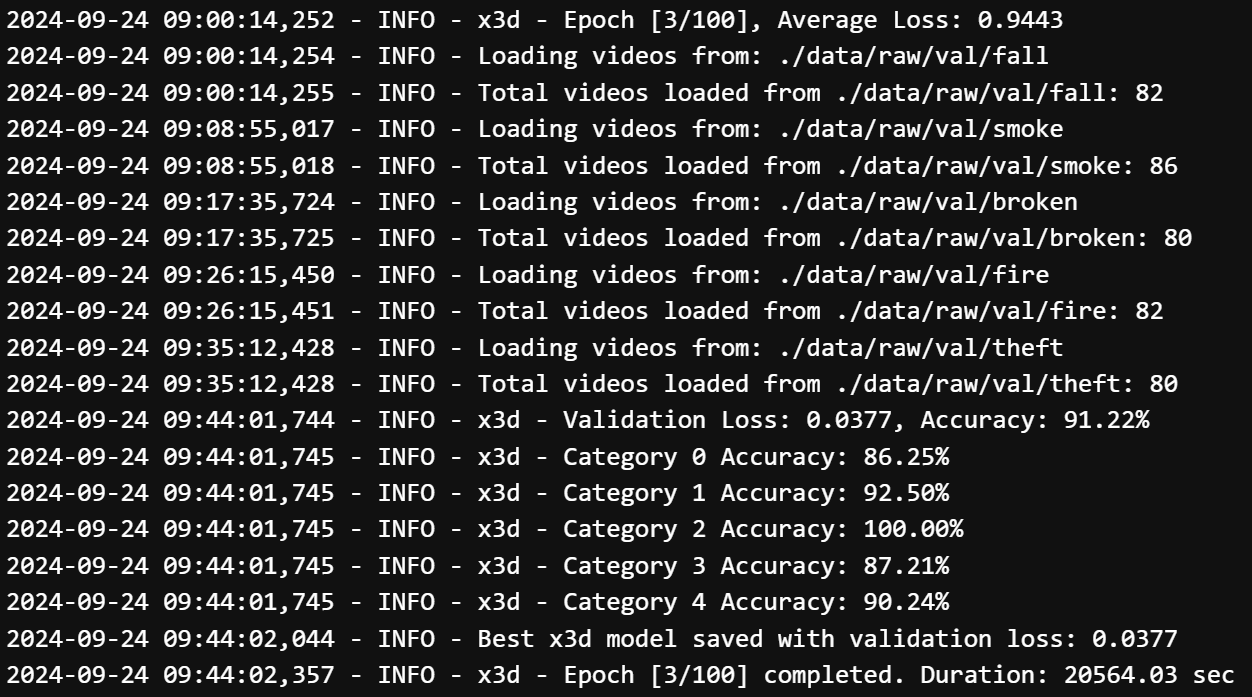 2024-09-24 09:00:14,252 - INFO - x3d - Epoch [3/100], Average Loss: 0.9443
2024-09-24 09:00:14,254 - INFO - Loading videos from: ./data/raw/val/fall
2024-09-24 09:00:14,255 - INFO - Total videos loaded from ./data/raw/val/fall: 82
2024-09-24 09:08:55,017 - INFO - Loading videos from: ./data/raw/val/smoke
2024-09-24 09:08:55,018 - INFO - Total videos loaded from ./data/raw/val/smoke: 86
2024-09-24 09:17:35,724 - INFO - Loading videos from: ./data/raw/val/broken
2024-09-24 09:17:35,725 - INFO - Total videos loaded from ./data/raw/val/broken: 80
2024-09-24 09:26:15,450 - INFO - Loading videos from: ./data/raw/val/fire
2024-09-24 09:26:15,451 - INFO - Total videos loaded from ./data/raw/val/fire: 82
2024-09-24 09:35:12,428 - INFO - Loading videos from: ./data/raw/val/theft
2024-09-24 09:35:12,428 - INFO - Total videos loaded from ./data/raw/val/theft: 80
2024-09-24 09:44:01,744 - INFO - x3d - Validation Loss: 0.0377, Accuracy: 91.22%
2024-09-24 09:44:01,745 - INFO - x3d - Category 0 Accuracy: 86.25%
2024-09-24 09:44:01,745 - INFO - x3d - Category 1 Accuracy: 92.50%
2024-09-24 09:44:01,745 - INFO - x3d - Category 2 Accuracy: 100.00%
2024-09-24 09:44:01,745 - INFO - x3d - Category 3 Accuracy: 87.21%
2024-09-24 09:44:01,745 - INFO - x3d - Category 4 Accuracy: 90.24%
2024-09-24 09:44:02,044 - INFO - Best x3d model saved with validation loss: 0.0377
2024-09-24 09:44:02,357 - INFO - x3d - Epoch [3/100] completed. Duration: 20564.03 sec